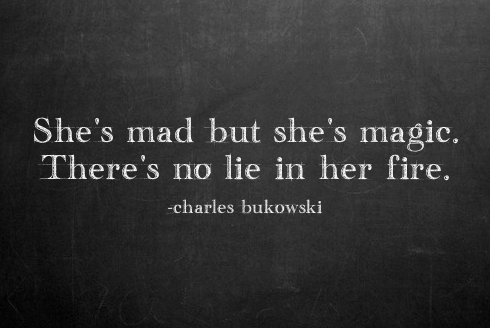 She's mad but she's magic.
There's no lie in her fire.
-charles bukowski